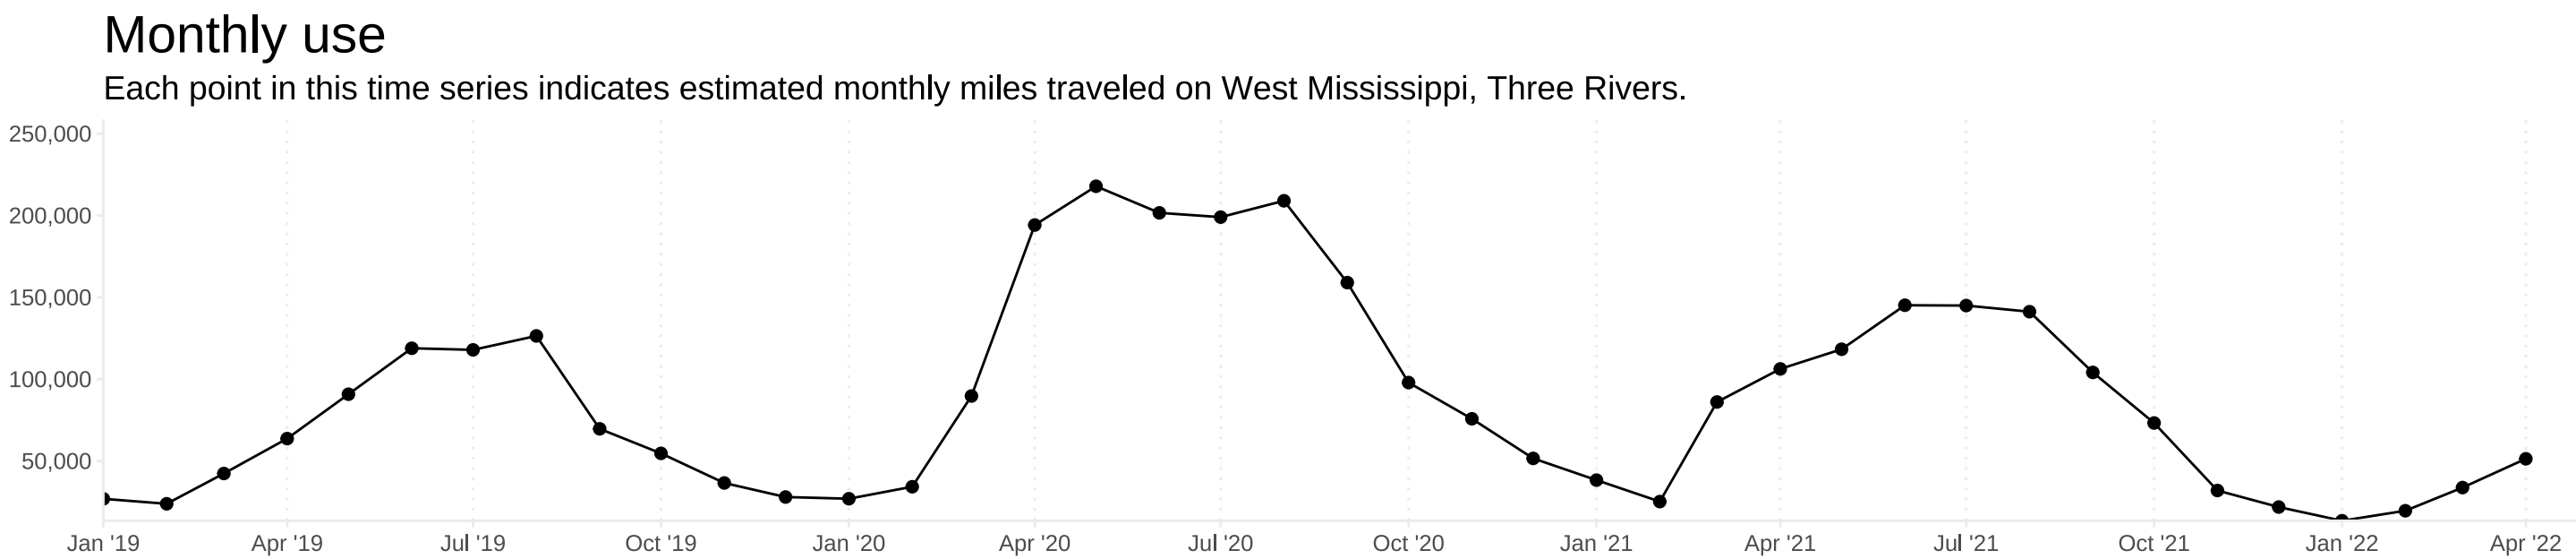 Monthly use
Each point in this time series indicates estimated monthly miles traveled on West Mississippi, Three Rivers.
250,000
200,000
150,000
100,000
50,000
Jan '19 Apr '19 Jul '19 Oct '19 Jan '20 Apr '20 Jul '20 Oct '20 Jan '21 Apr '21 Jul '21 Oct '21 Jan '22 Apr '22